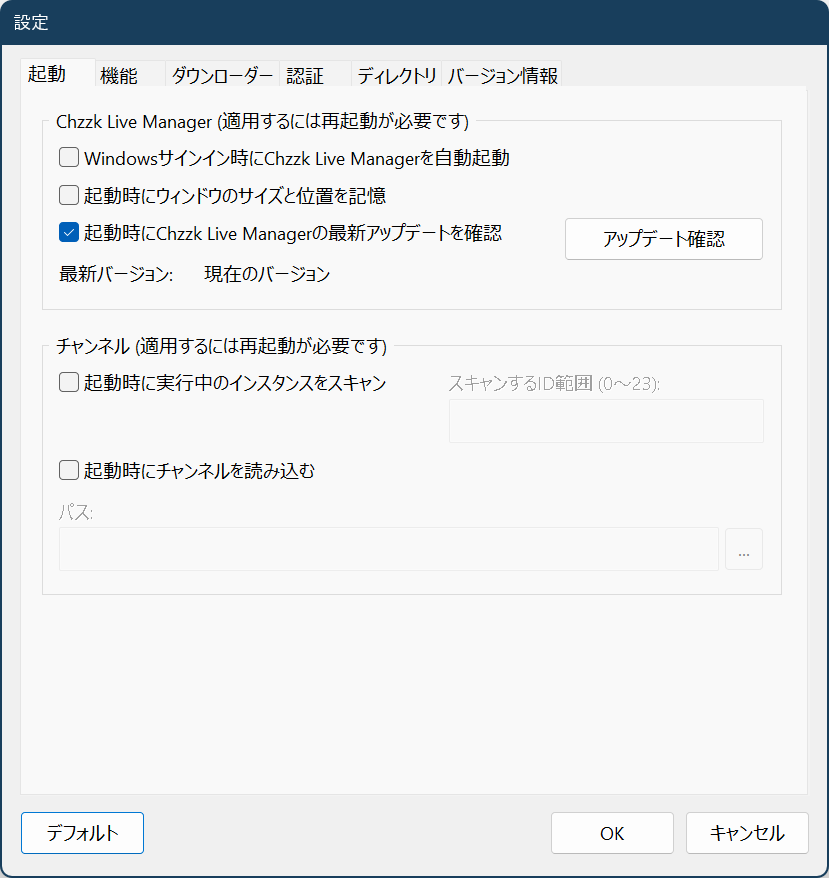 設定
起動 機能 ダウンローダー 認証 ディレクトリ バージョン情報
Chzzk Live Manager (適用するには再起動が必要です)
Windowsサインイン時にChzzk Live Managerを自動起動
起動時にウィンドウのサイズと位置を記憶
起動時にChzzk Live Managerの最新アップデートを確認
アップデート確認
最新バージョン: 現在のバージョン
チャンネル (適用するには再起動が必要です)
起動時に実行中のインスタンスをスキャン
スキャンするID範囲 (0～23):
起動時にチャンネルを読み込む
パス:
...
デフォルト OK キャンセル